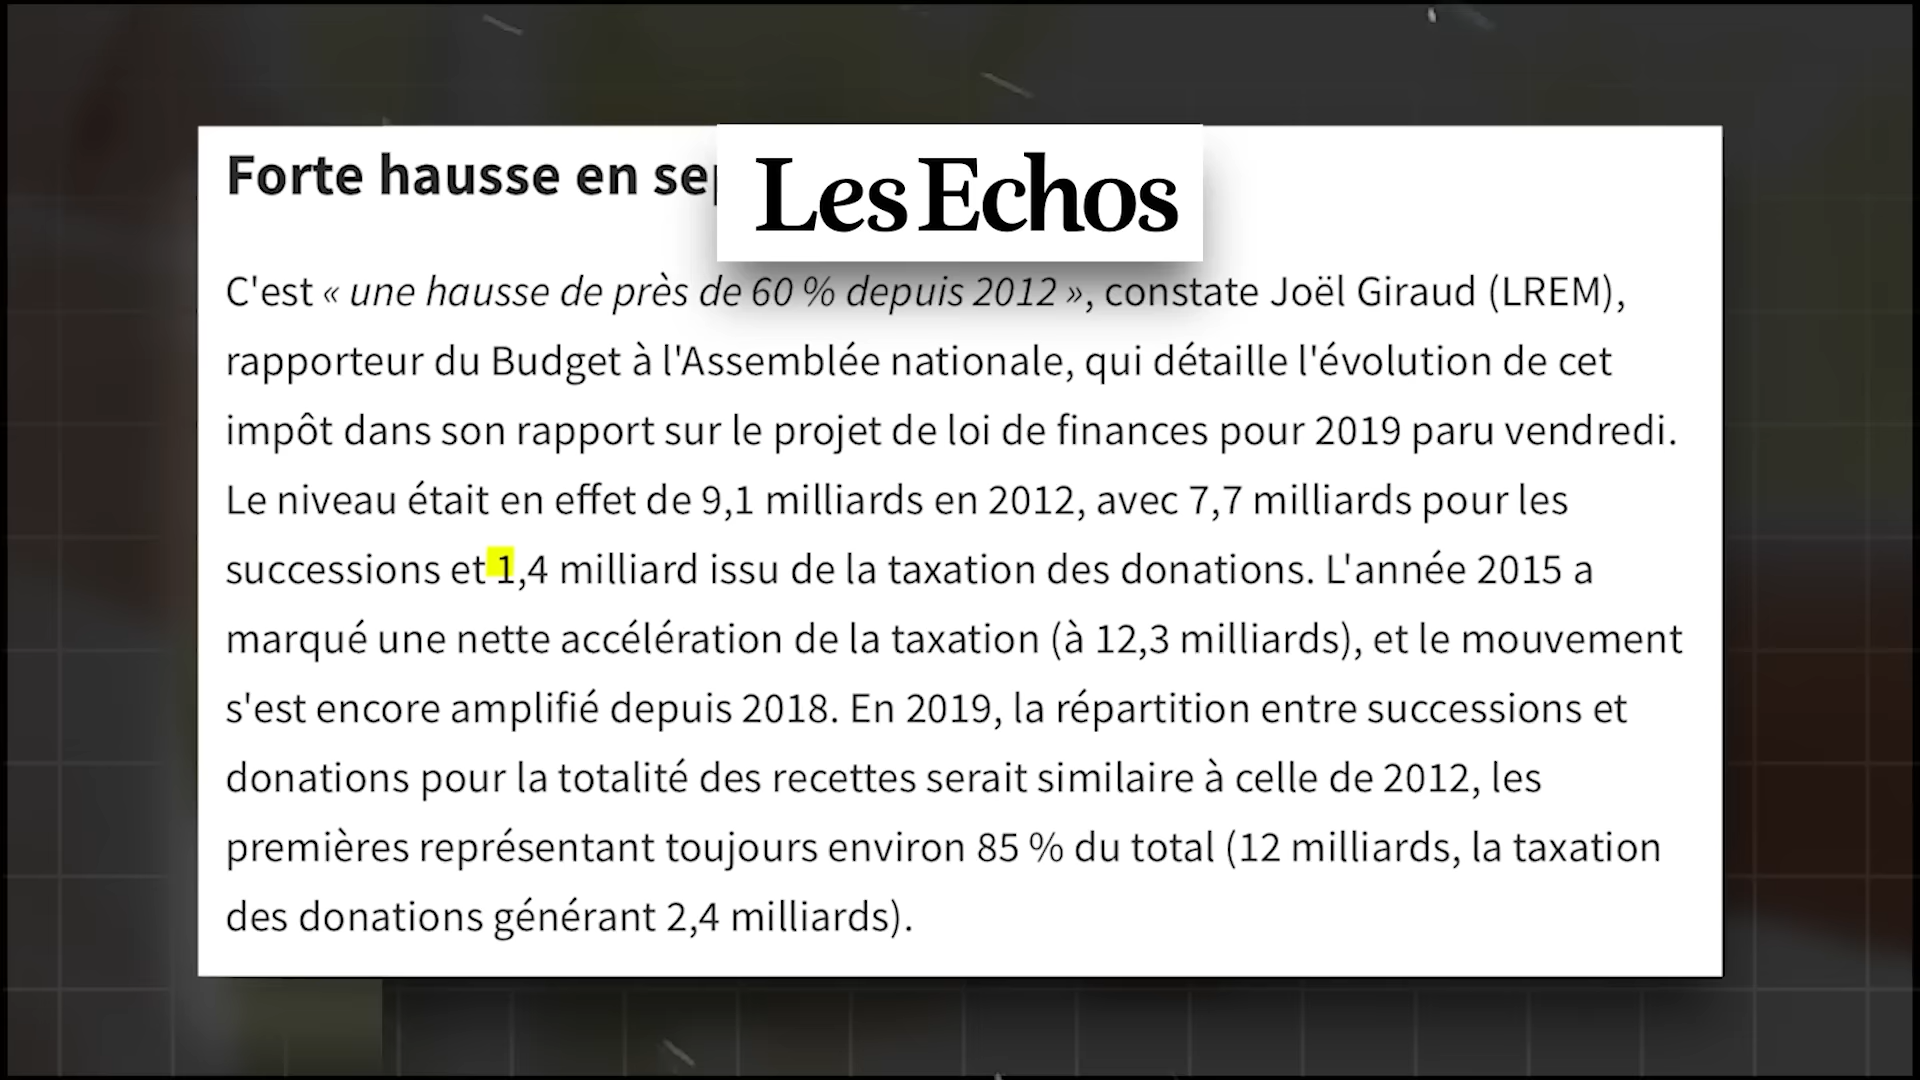 Forte hausse en
Les Echos
C'est « une hausse de près de 60 % depuis 2012 », constate Joël Giraud (LREM),
rapporteur du Budget à l'Assemblée nationale, qui détaille l'évolution de cet
impôt dans son rapport sur le projet de loi de finances pour 2019 paru vendredi.
Le niveau était en effet de 9,1 milliards en 2012, avec 7,7 milliards pour les
successions et 1,4 milliard issu de la taxation des donations. L'année 2015 a
marqué une nette accélération de la taxation (à 12,3 milliards), et le mouvement
s'est encore amplifié depuis 2018. En 2019, la répartition entre successions et
donations pour la totalité des recettes serait similaire à celle de 2012, les
premières représentant toujours environ 85 % du total (12 milliards, la taxation
des donations générant 2,4 milliards).